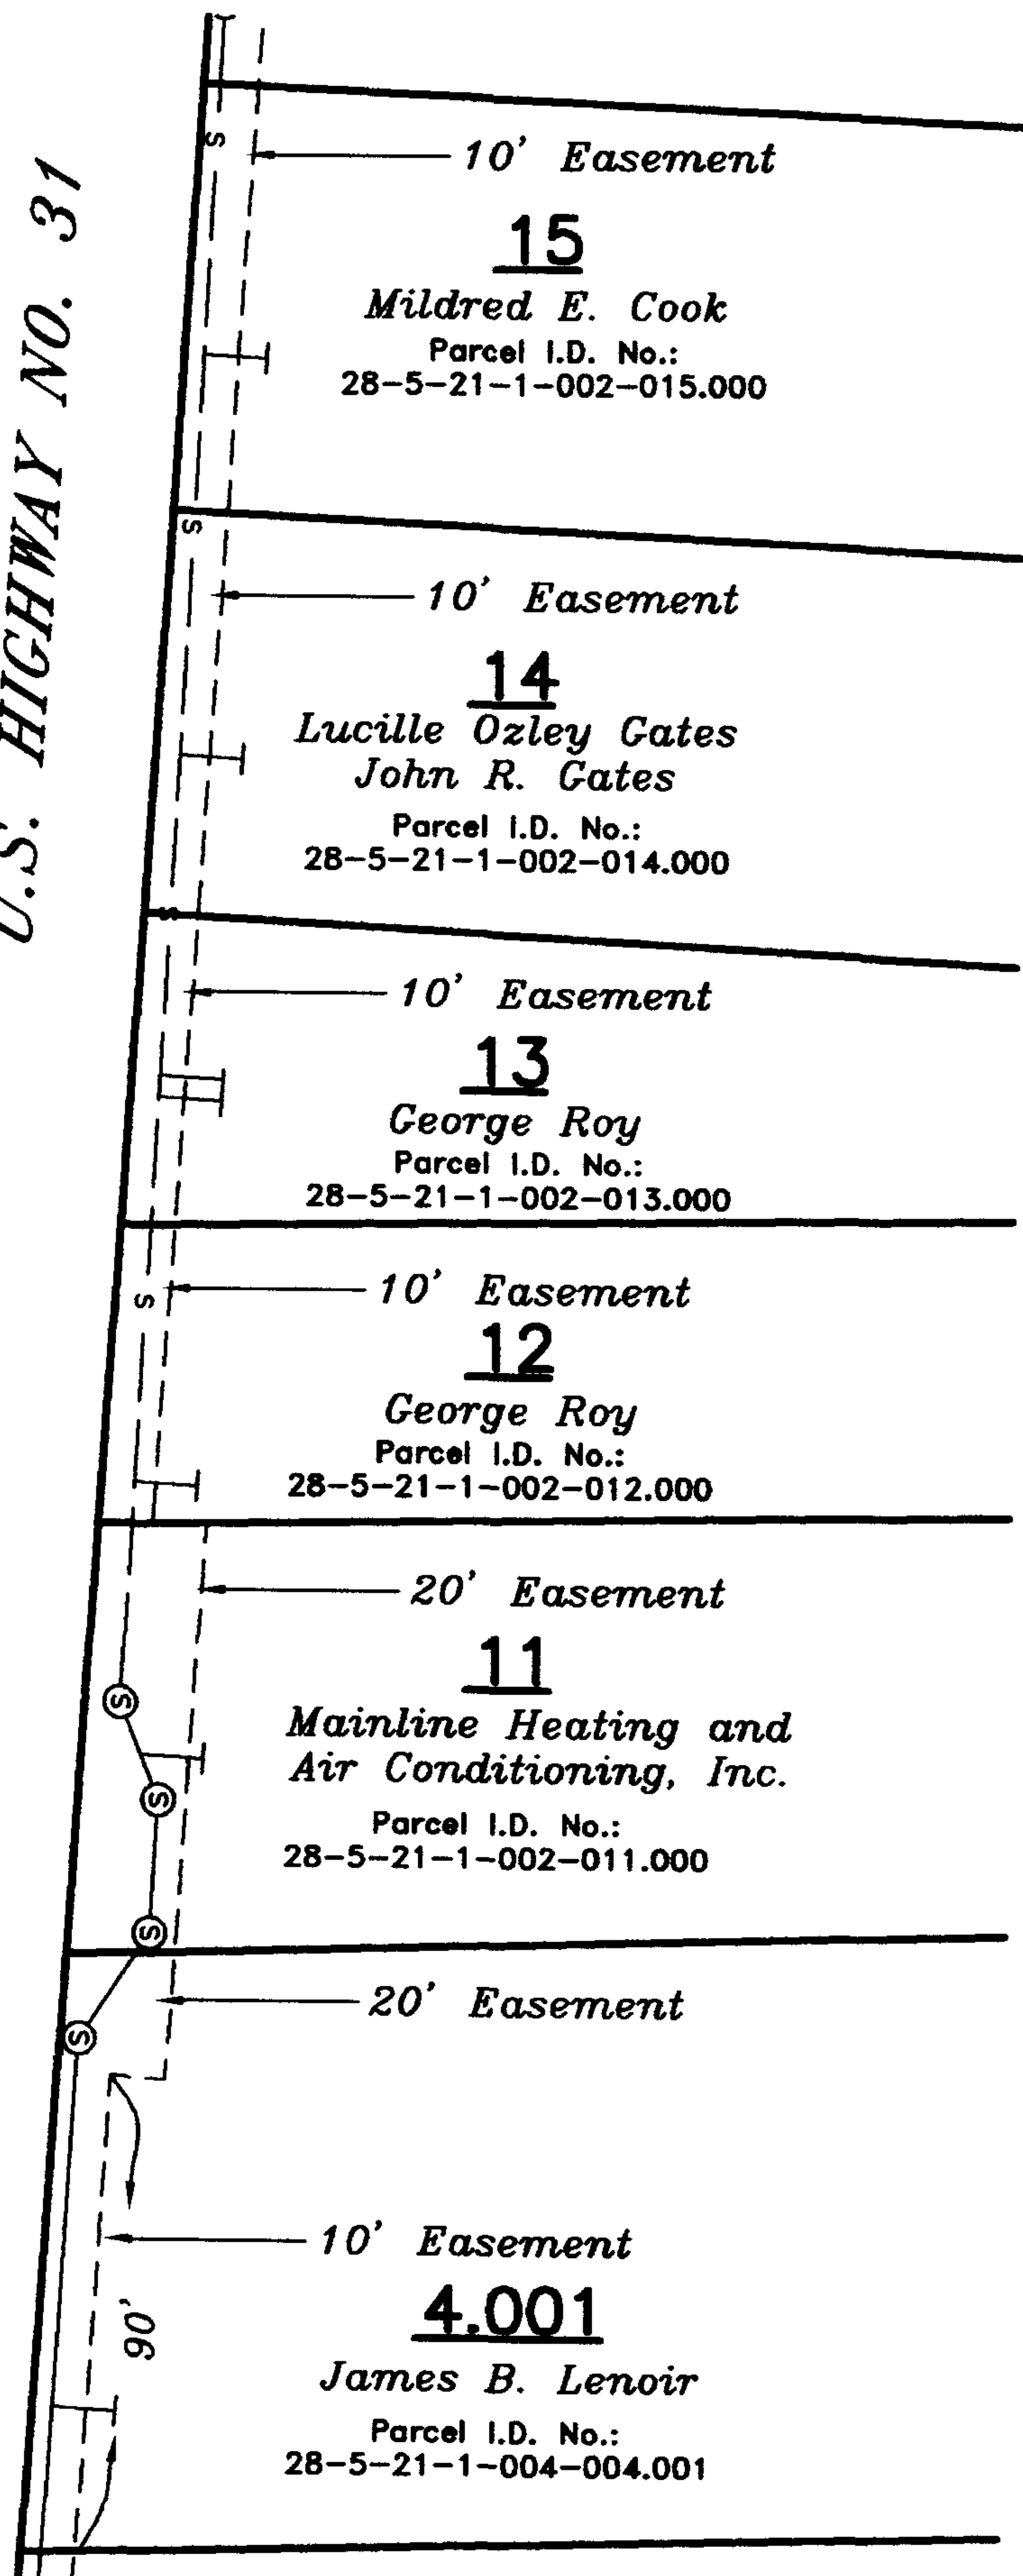 U.S. HIGHWAY NO. 31
S
10' Easement
15
Mildred E. Cook
Parcel I.D. No.:
28-5-21-1-002-015.000
S
10' Easement
14
Lucille Ozley Gates
John R. Gates
Parcel I.D. No.:
28-5-21-1-002-014.000
S
10' Easement
13
George Roy
Parcel I.D. No.:
28-5-21-1-002-013.000
S
10' Easement
12
George Roy
Parcel I.D. No.:
28-5-21-1-002-012.000
20' Easement
11
S
Mainline Heating and
Air Conditioning, Inc.
S
Parcel I.D. No.:
28-5-21-1-002-011.000
S
20' Easement
S
10' Easement
4.001
90'
James B. Lenoir
Parcel I.D. No.:
28-5-21-1-004-004.001